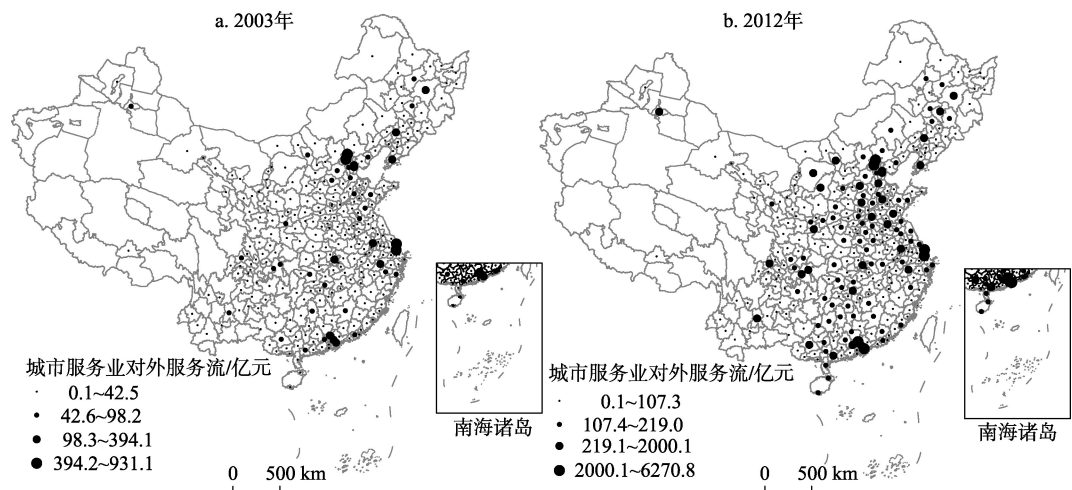 a. 2003年
城市服务业对外服务流/亿元
0.1~42.5
42.6~98.2
98.3~394.1
394.2~931.1
0 500 km
南海诸岛
b. 2012年
城市服务业对外服务流/亿元
0.1~107.3
107.4~219.0
219.1~2000.1
2000.1~6270.8
0 500 km
南海诸岛